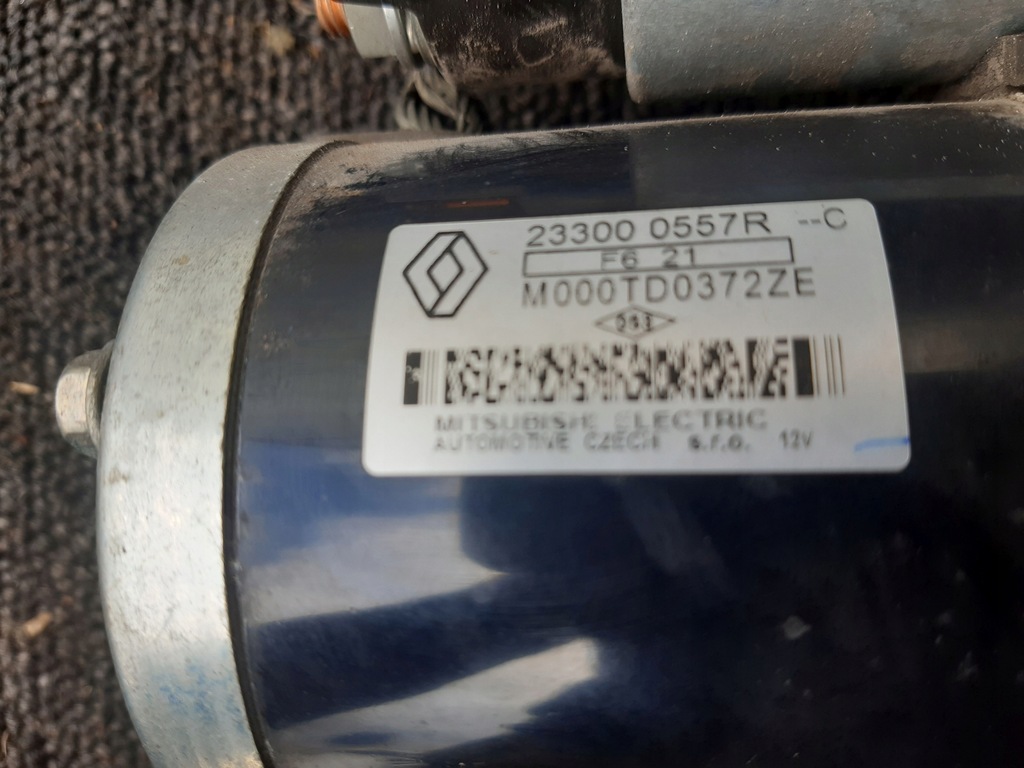 23300 0557R --C
F6 21
M000TD0372ZE
MITSUBISHI ELECTRIC
AUTOMOTIVE CZECH s.r.o. 12V